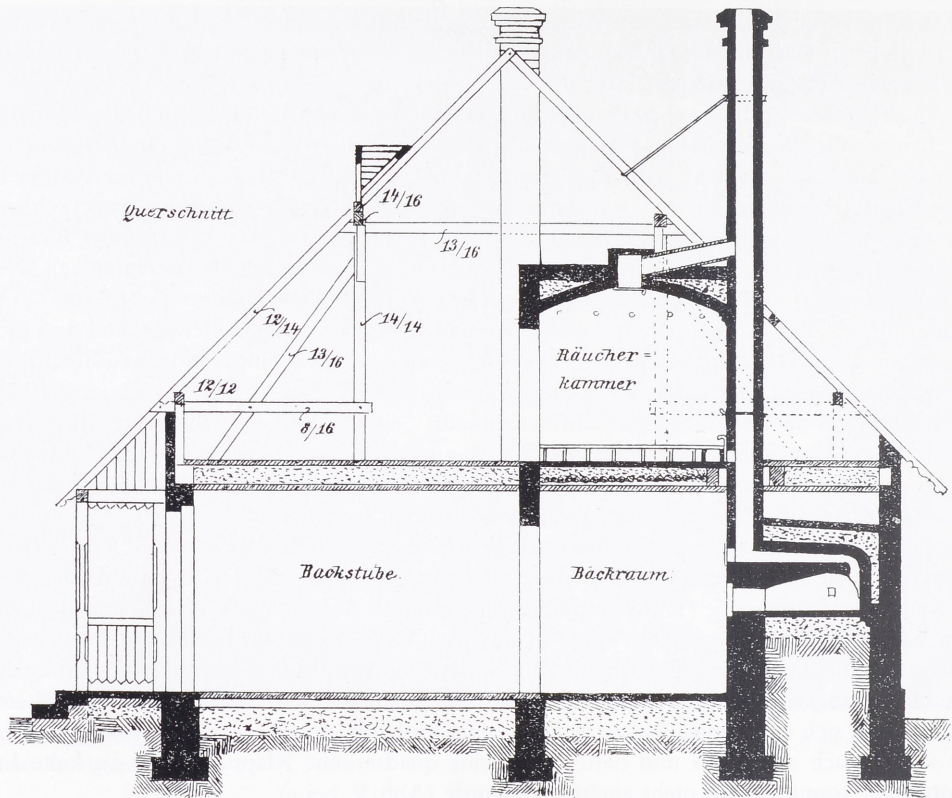 Querschnitt
14/16
13/16
12/14
14/14
13/16
Räucher=
kammer
12/12
8/16
Backstube.
Backraum